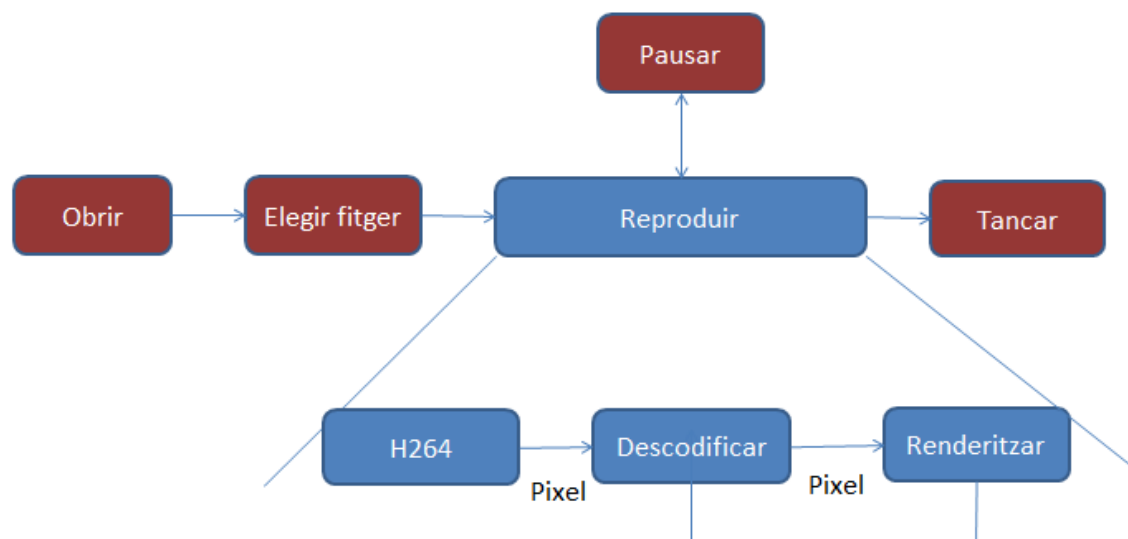 Pausar
Obrir
Elegir fitger
Reproduir
Tancar
H264
Descodificar
Renderitzar
Pixel
Pixel